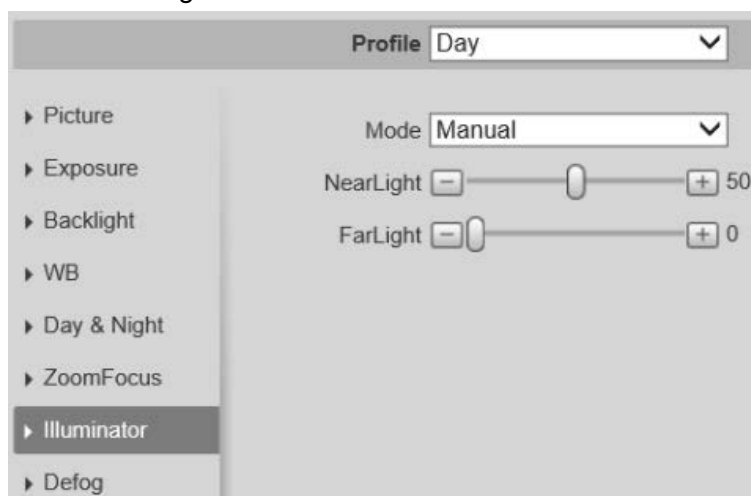 Profile Day
Picture
Mode Manual
Exposure
NearLight 50
Backlight
FarLight 0
WB
Day & Night
ZoomFocus
Illuminator
Defog